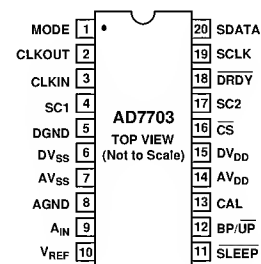 MODE 1 20 SDATA
CLKOUT 2 19 SCLK
CLKIN 3 18 DRDY
SC1 4 17 SC2
DGND 5 16 CS
DVSS 6 15 DVDD
AVSS 7 14 AVDD
AGND 8 13 CAL
AIN 9 12 BP/UP
VREF 10 11 SLEEP
AD7703
TOP VIEW
(Not to Scale)